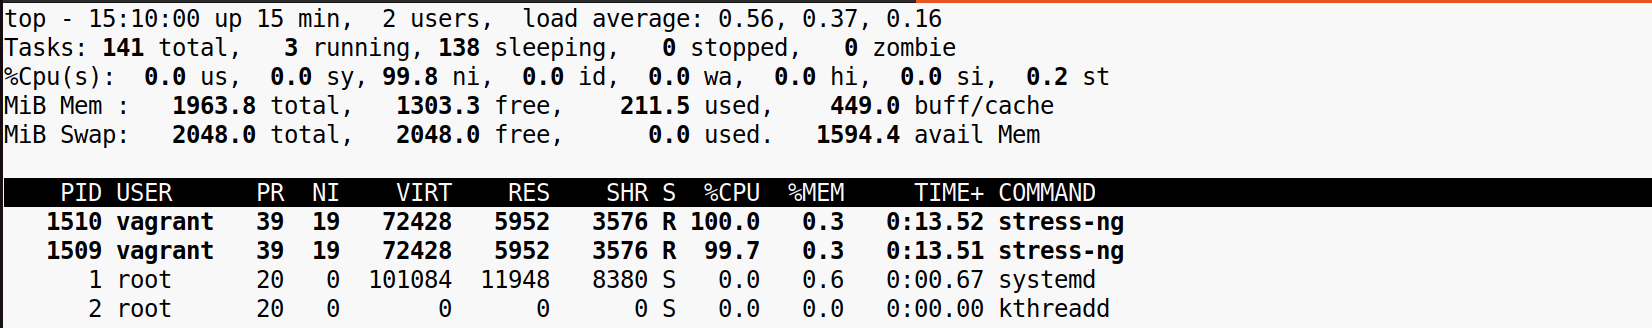 top - 15:10:00 up 15 min,  2 users,  load average: 0.56, 0.37, 0.16
Tasks: 141 total,   3 running, 138 sleeping,   0 stopped,   0 zombie
%Cpu(s):  0.0 us,  0.0 sy, 99.8 ni,  0.0 id,  0.0 wa,  0.0 hi,  0.0 si,  0.2 st
MiB Mem :   1963.8 total,   1303.3 free,    211.5 used,    449.0 buff/cache
MiB Swap:   2048.0 total,   2048.0 free,      0.0 used.   1594.4 avail Mem
    PID USER      PR  NI    VIRT    RES    SHR S  %CPU  %MEM     TIME+ COMMAND
   1510 vagrant   39  19   72428   5952   3576 R 100.0   0.3   0:13.52 stress-ng
   1509 vagrant   39  19   72428   5952   3576 R  99.7   0.3   0:13.51 stress-ng
      1 root      20   0  101084  11948   8380 S   0.0   0.6   0:00.67 systemd
      2 root      20   0       0      0      0 S   0.0   0.0   0:00.00 kthreadd